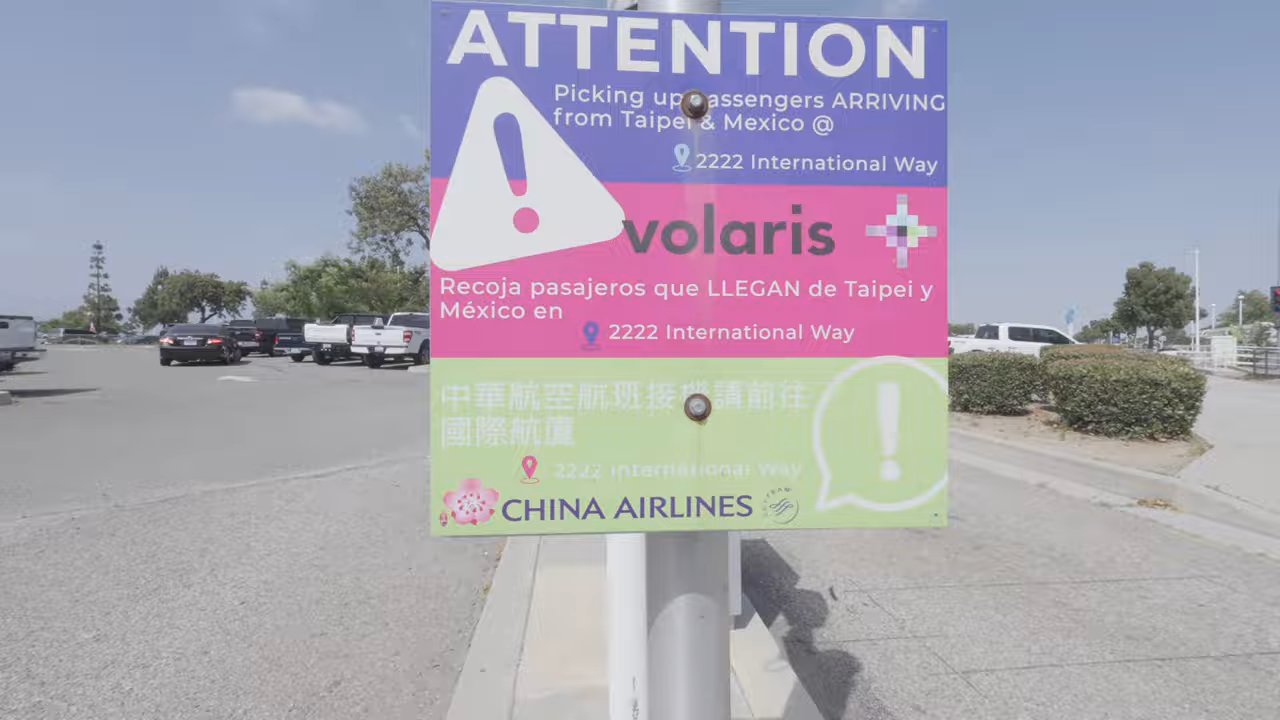 ATTENTION
Picking up passengers ARRIVING
from Taipei & Mexico @
2222 International Way
volaris
Recoja pasajeros que LLEGAN de Taipei y
México en
2222 International Way
中華航空航班接機請前往
國際航廈
2222 International Way
CHINA AIRLINES